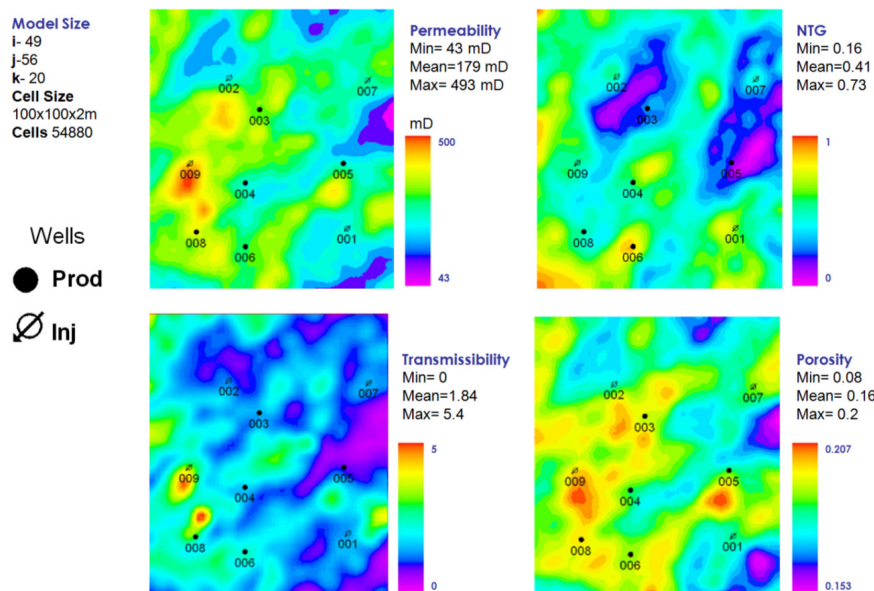 Model Size
i- 49
j-56
k- 20
Cell Size
100x100x2m
Cells 54880
Wells
Prod
Inj
002
007
003
009
005
004
008
001
006
Permeability
Min= 43 mD
Mean=179 mD
Max= 493 mD
mD
500
43
002
007
003
009
005
004
008
001
006
NTG
Min= 0.16
Mean=0.41
Max= 0.73
1
0
002
007
003
009
005
004
008
001
006
Transmissibility
Min= 0
Mean=1.84
Max= 5.4
5
0
002
007
003
009
005
004
008
001
006
Porosity
Min= 0.08
Mean= 0.16
Max= 0.2
0.207
0.153